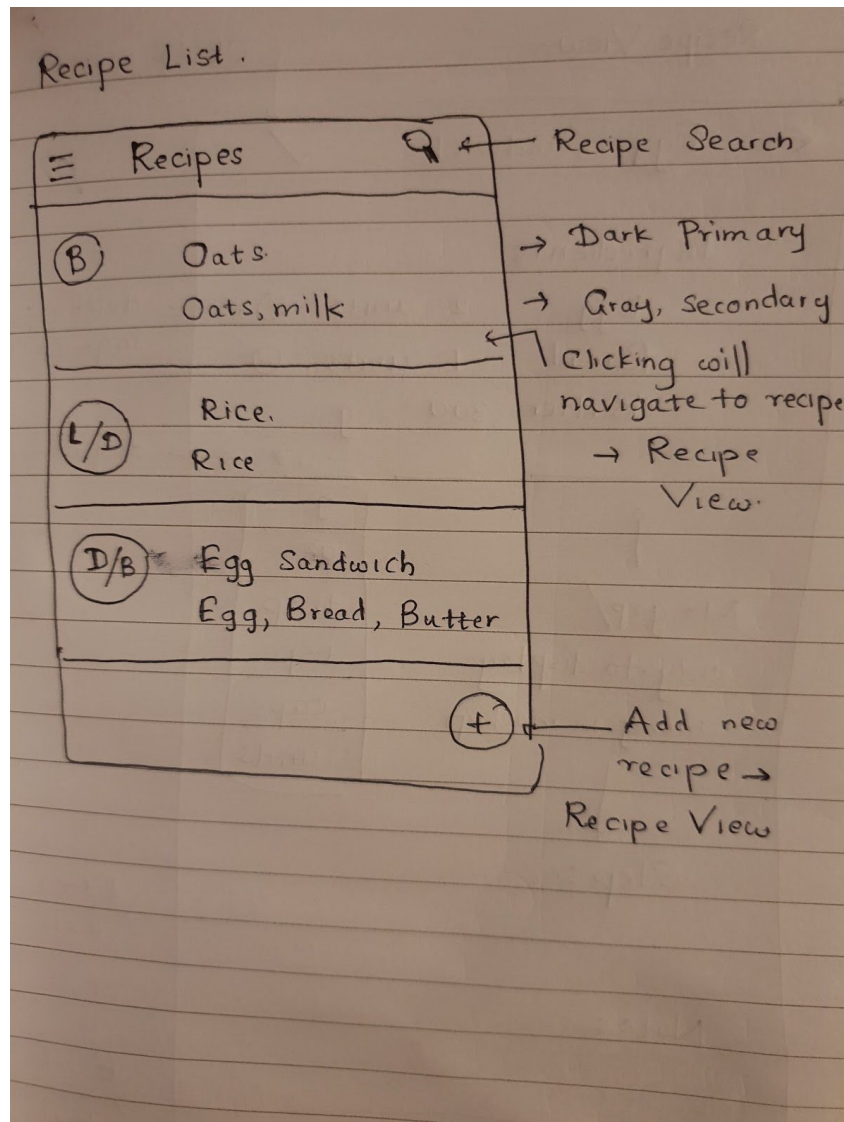 Recipe List.
Recipes
Recipe Search
B
Oats
→ Dark Primary
Oats, milk
→ Gray, secondary
Clicking will
navigate to recipe
→ Recipe
View.
L/D
Rice.
Rice
D/B
Egg Sandwich
Egg, Bread, Butter
+
Add new
recipe →
Recipe View